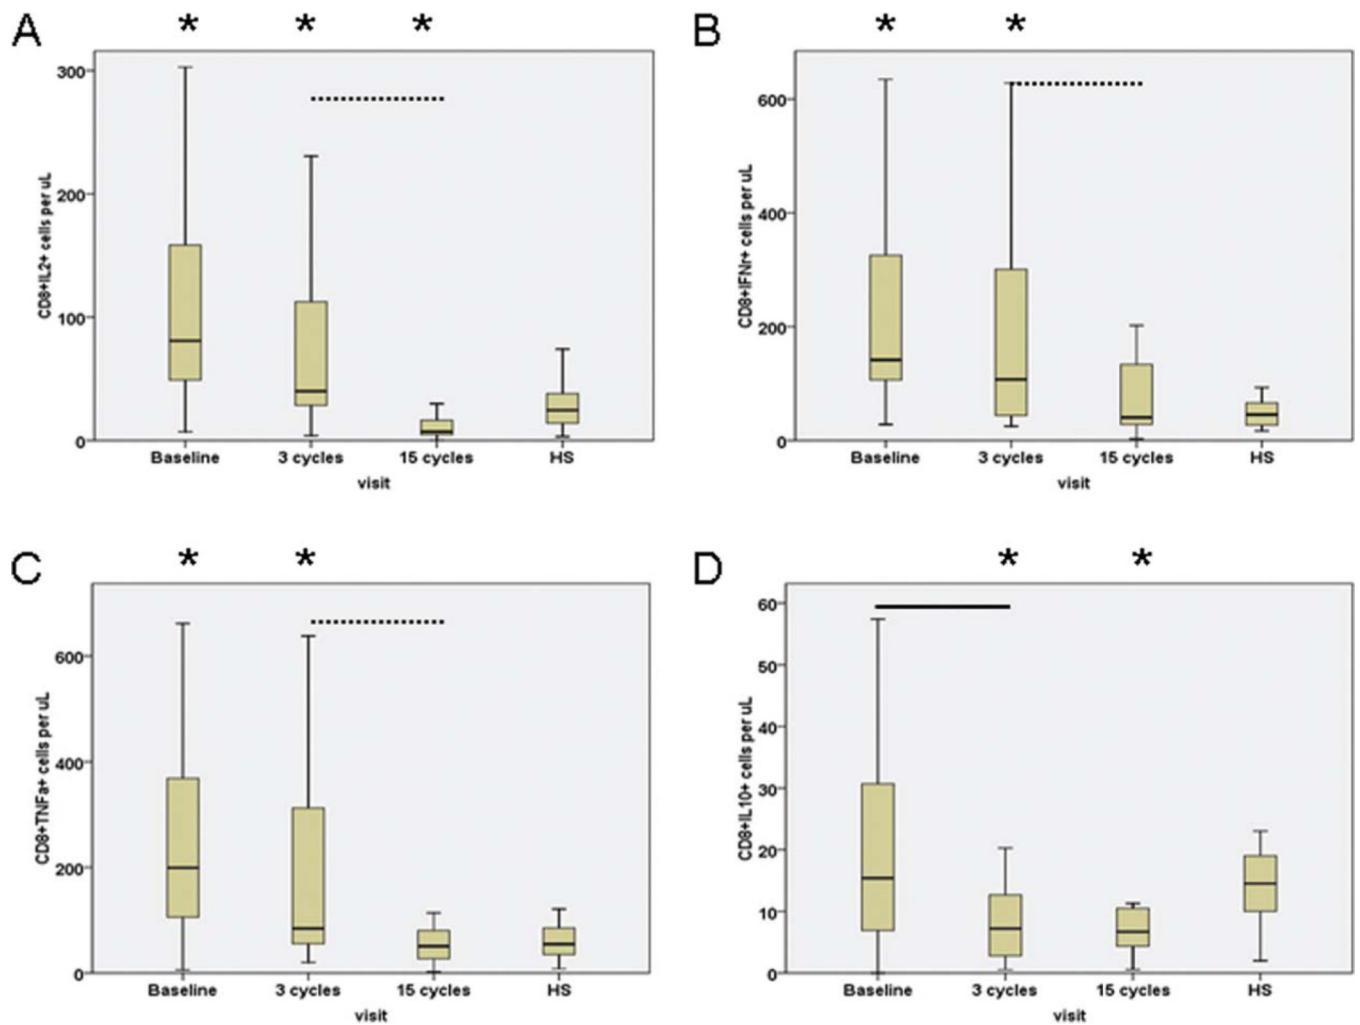 A
* * *
CD8+IL2+ cells per uL
300
200
100
0
Baseline 3 cycles 15 cycles HS
visit
B
* *
CD8+IFNr+ cells per uL
600
400
200
0
Baseline 3 cycles 15 cycles HS
visit
C
* *
CD8+TNFa+ cells per uL
600
400
200
0
Baseline 3 cycles 15 cycles HS
visit
D
* *
CD8+IL10+ cells per uL
60
50
40
30
20
10
0
Baseline 3 cycles 15 cycles HS
visit